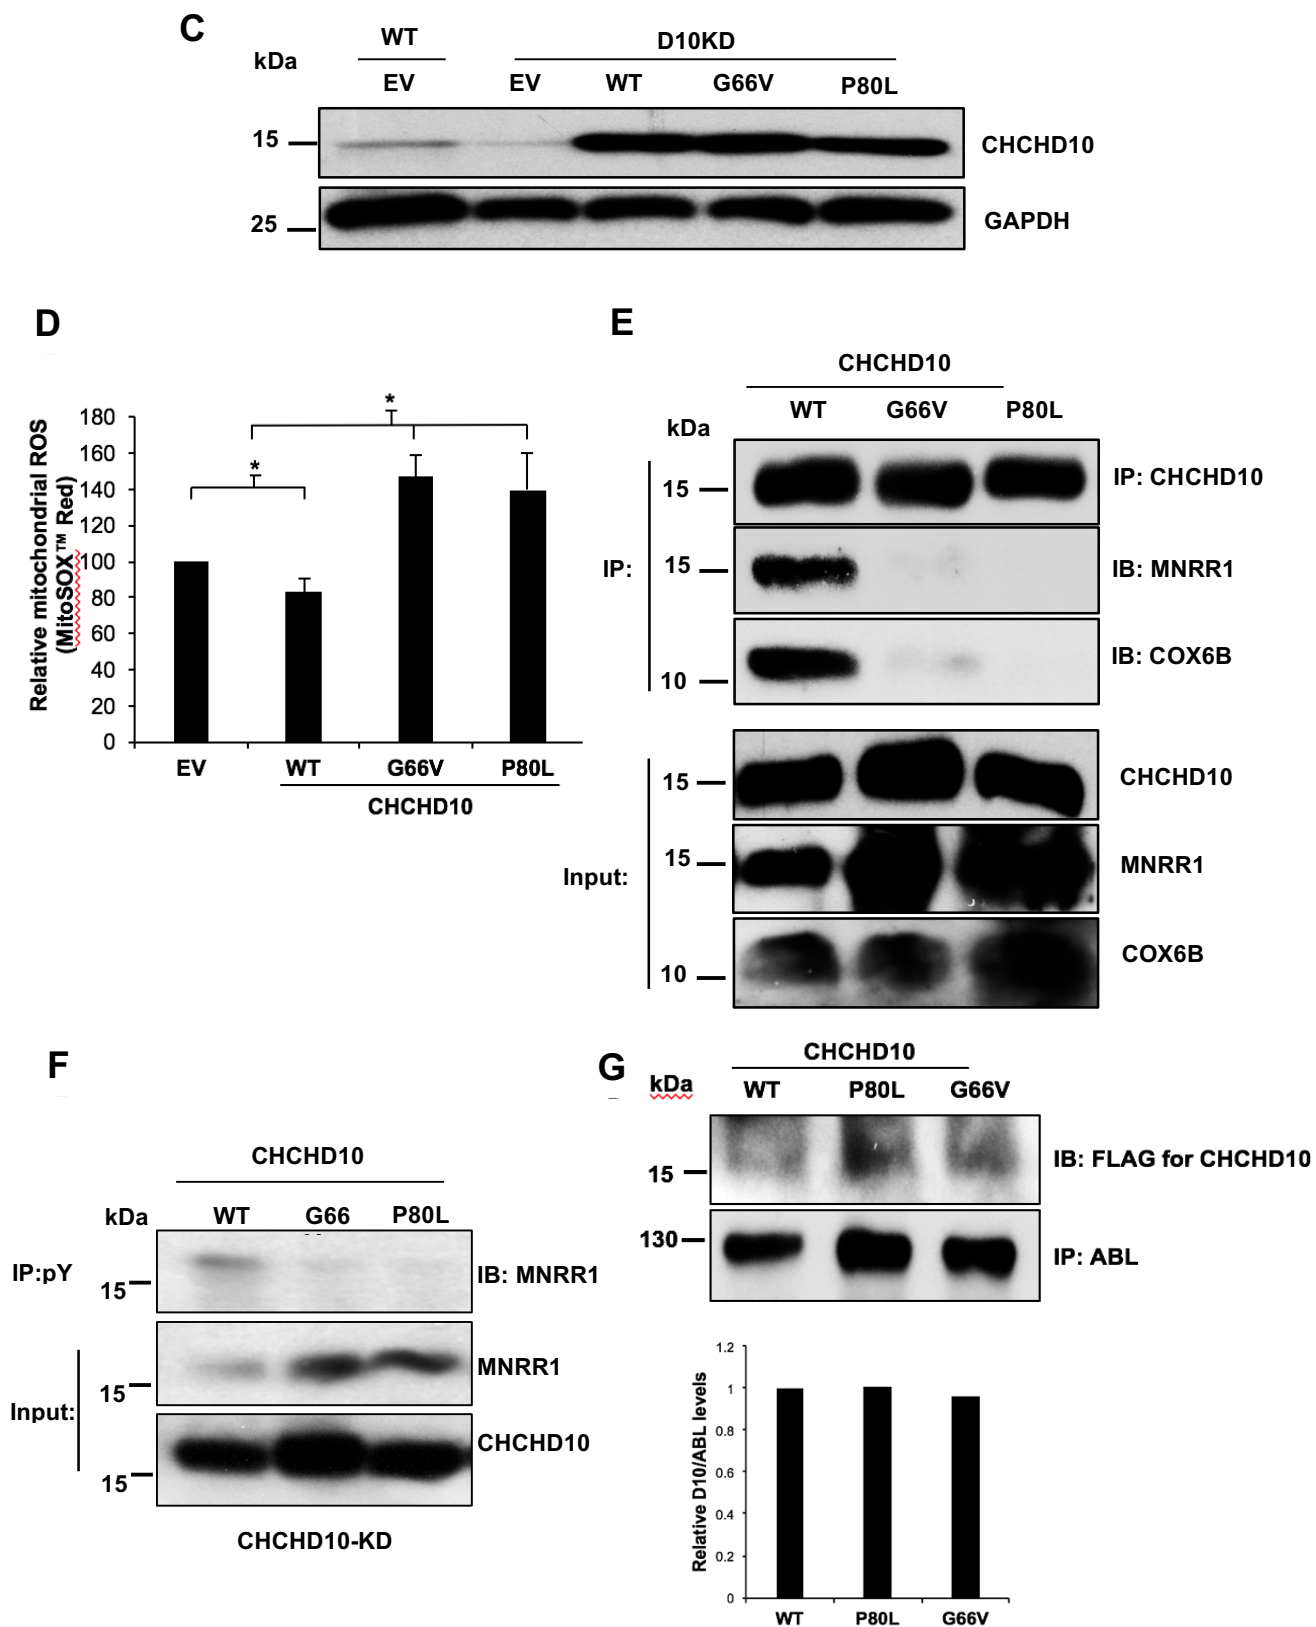 C
WT
D10KD
kDa
EV
EV
WT
G66V
P80L
15
CHCHD10
25
GAPDH
D
Relative mitochondrial ROS
(MitoSOX™ Red)
180
160
140
120
100
80
60
40
20
0
*
*
EV
WT
G66V
P80L
CHCHD10
E
CHCHD10
WT
G66V
P80L
kDa
IP:
15
IP: CHCHD10
15
IB: MNRR1
10
IB: COX6B
Input:
15
CHCHD10
15
MNRR1
10
COX6B
F
CHCHD10
kDa
WT
G66
P80L
IP:pY
15
IB: MNRR1
Input:
15
MNRR1
15
CHCHD10
CHCHD10-KD
G
CHCHD10
kDa
WT
P80L
G66V
15
IB: FLAG for CHCHD10
130
IP: ABL
Relative D10/ABL levels
1.2
1
0.8
0.6
0.4
0.2
0
WT
P80L
G66V